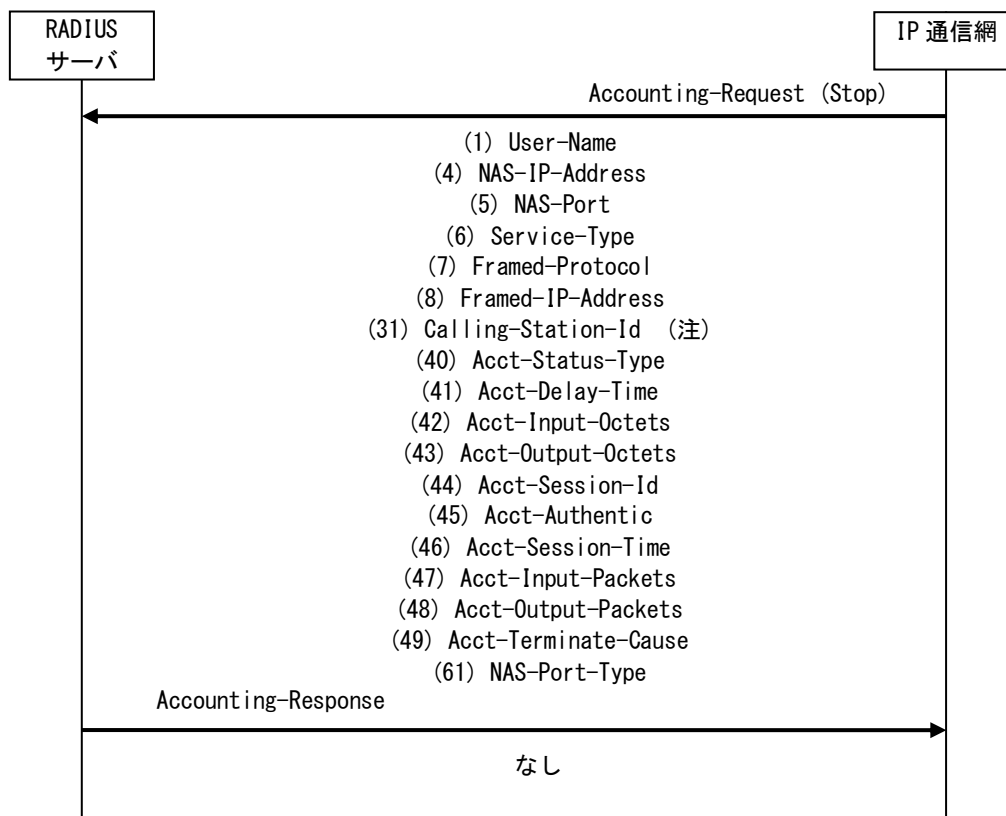 RADIUS
サーバ
IP 通信網
Accounting-Request (Stop)
(1) User-Name
(4) NAS-IP-Address
(5) NAS-Port
(6) Service-Type
(7) Framed-Protocol
(8) Framed-IP-Address
(31) Calling-Station-Id （注）
(40) Acct-Status-Type
(41) Acct-Delay-Time
(42) Acct-Input-Octets
(43) Acct-Output-Octets
(44) Acct-Session-Id
(45) Acct-Authentic
(46) Acct-Session-Time
(47) Acct-Input-Packets
(48) Acct-Output-Packets
(49) Acct-Terminate-Cause
(61) NAS-Port-Type
Accounting-Response
なし